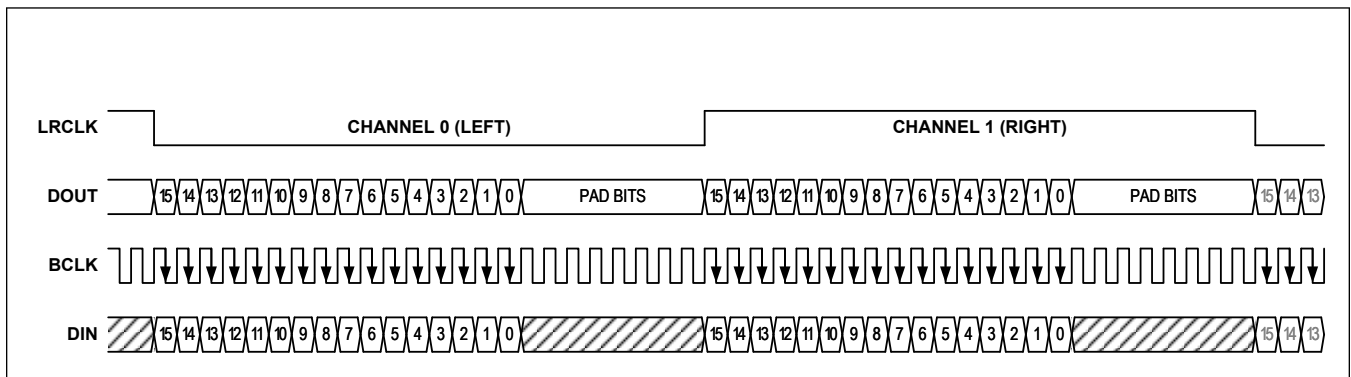 LRCLK CHANNEL 0 (LEFT) CHANNEL 1 (RIGHT)
DOUT 15 14 13 12 11 10 9 8 7 6 5 4 3 2 1 0 PAD BITS 15 14 13 12 11 10 9 8 7 6 5 4 3 2 1 0 PAD BITS 15 14 13
BCLK
DIN 15 14 13 12 11 10 9 8 7 6 5 4 3 2 1 0 15 14 13 12 11 10 9 8 7 6 5 4 3 2 1 0 15 14 13